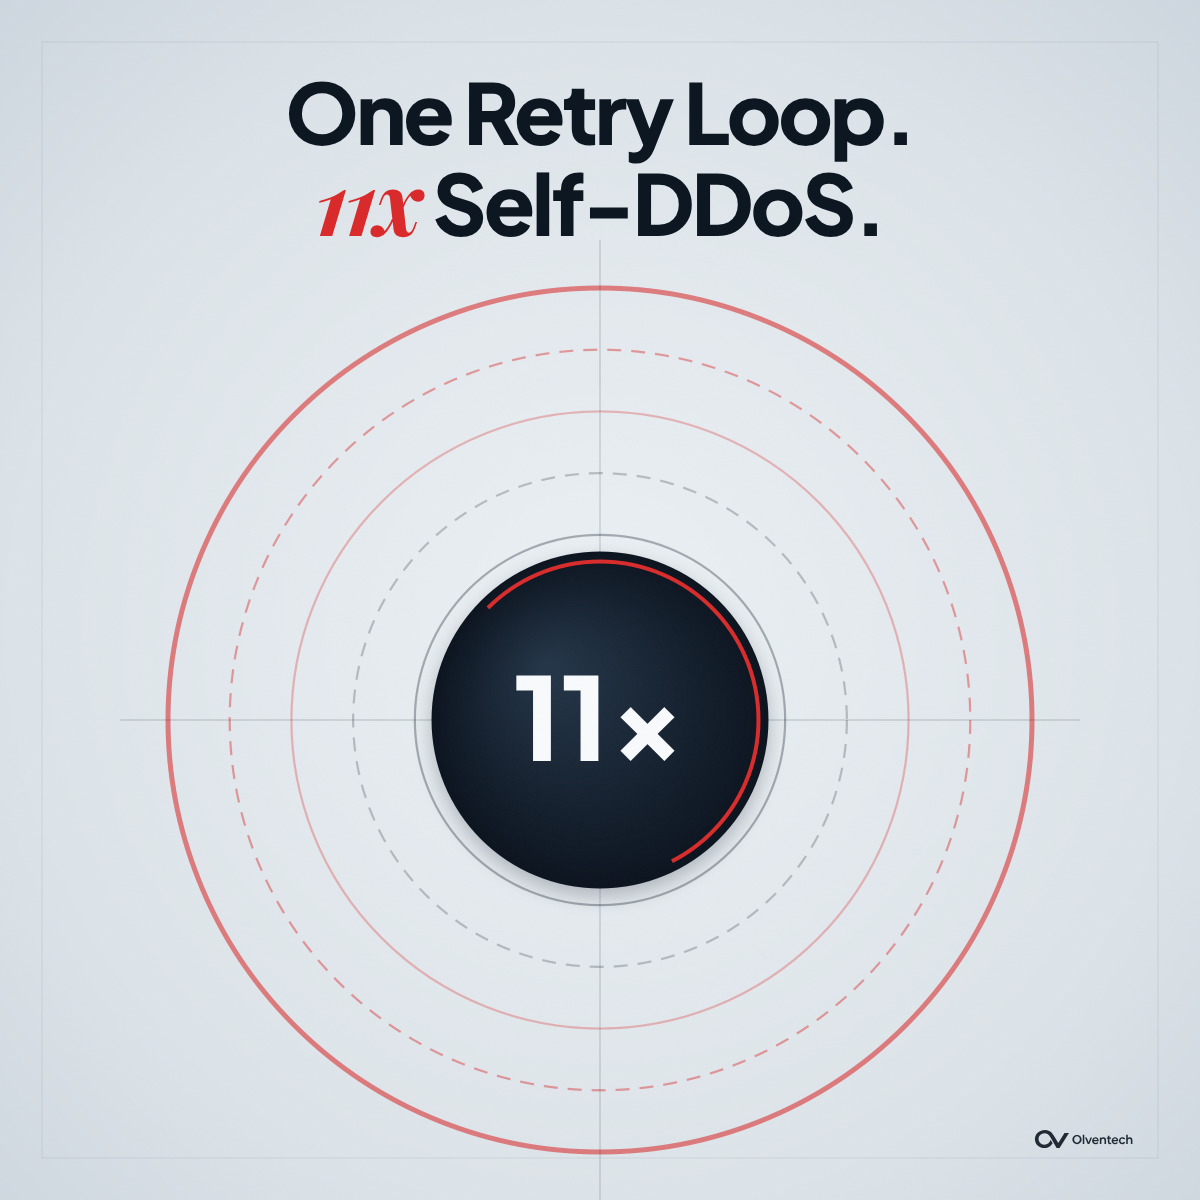 One Retry Loop.
11x Self-DDoS.
11×
Olventech